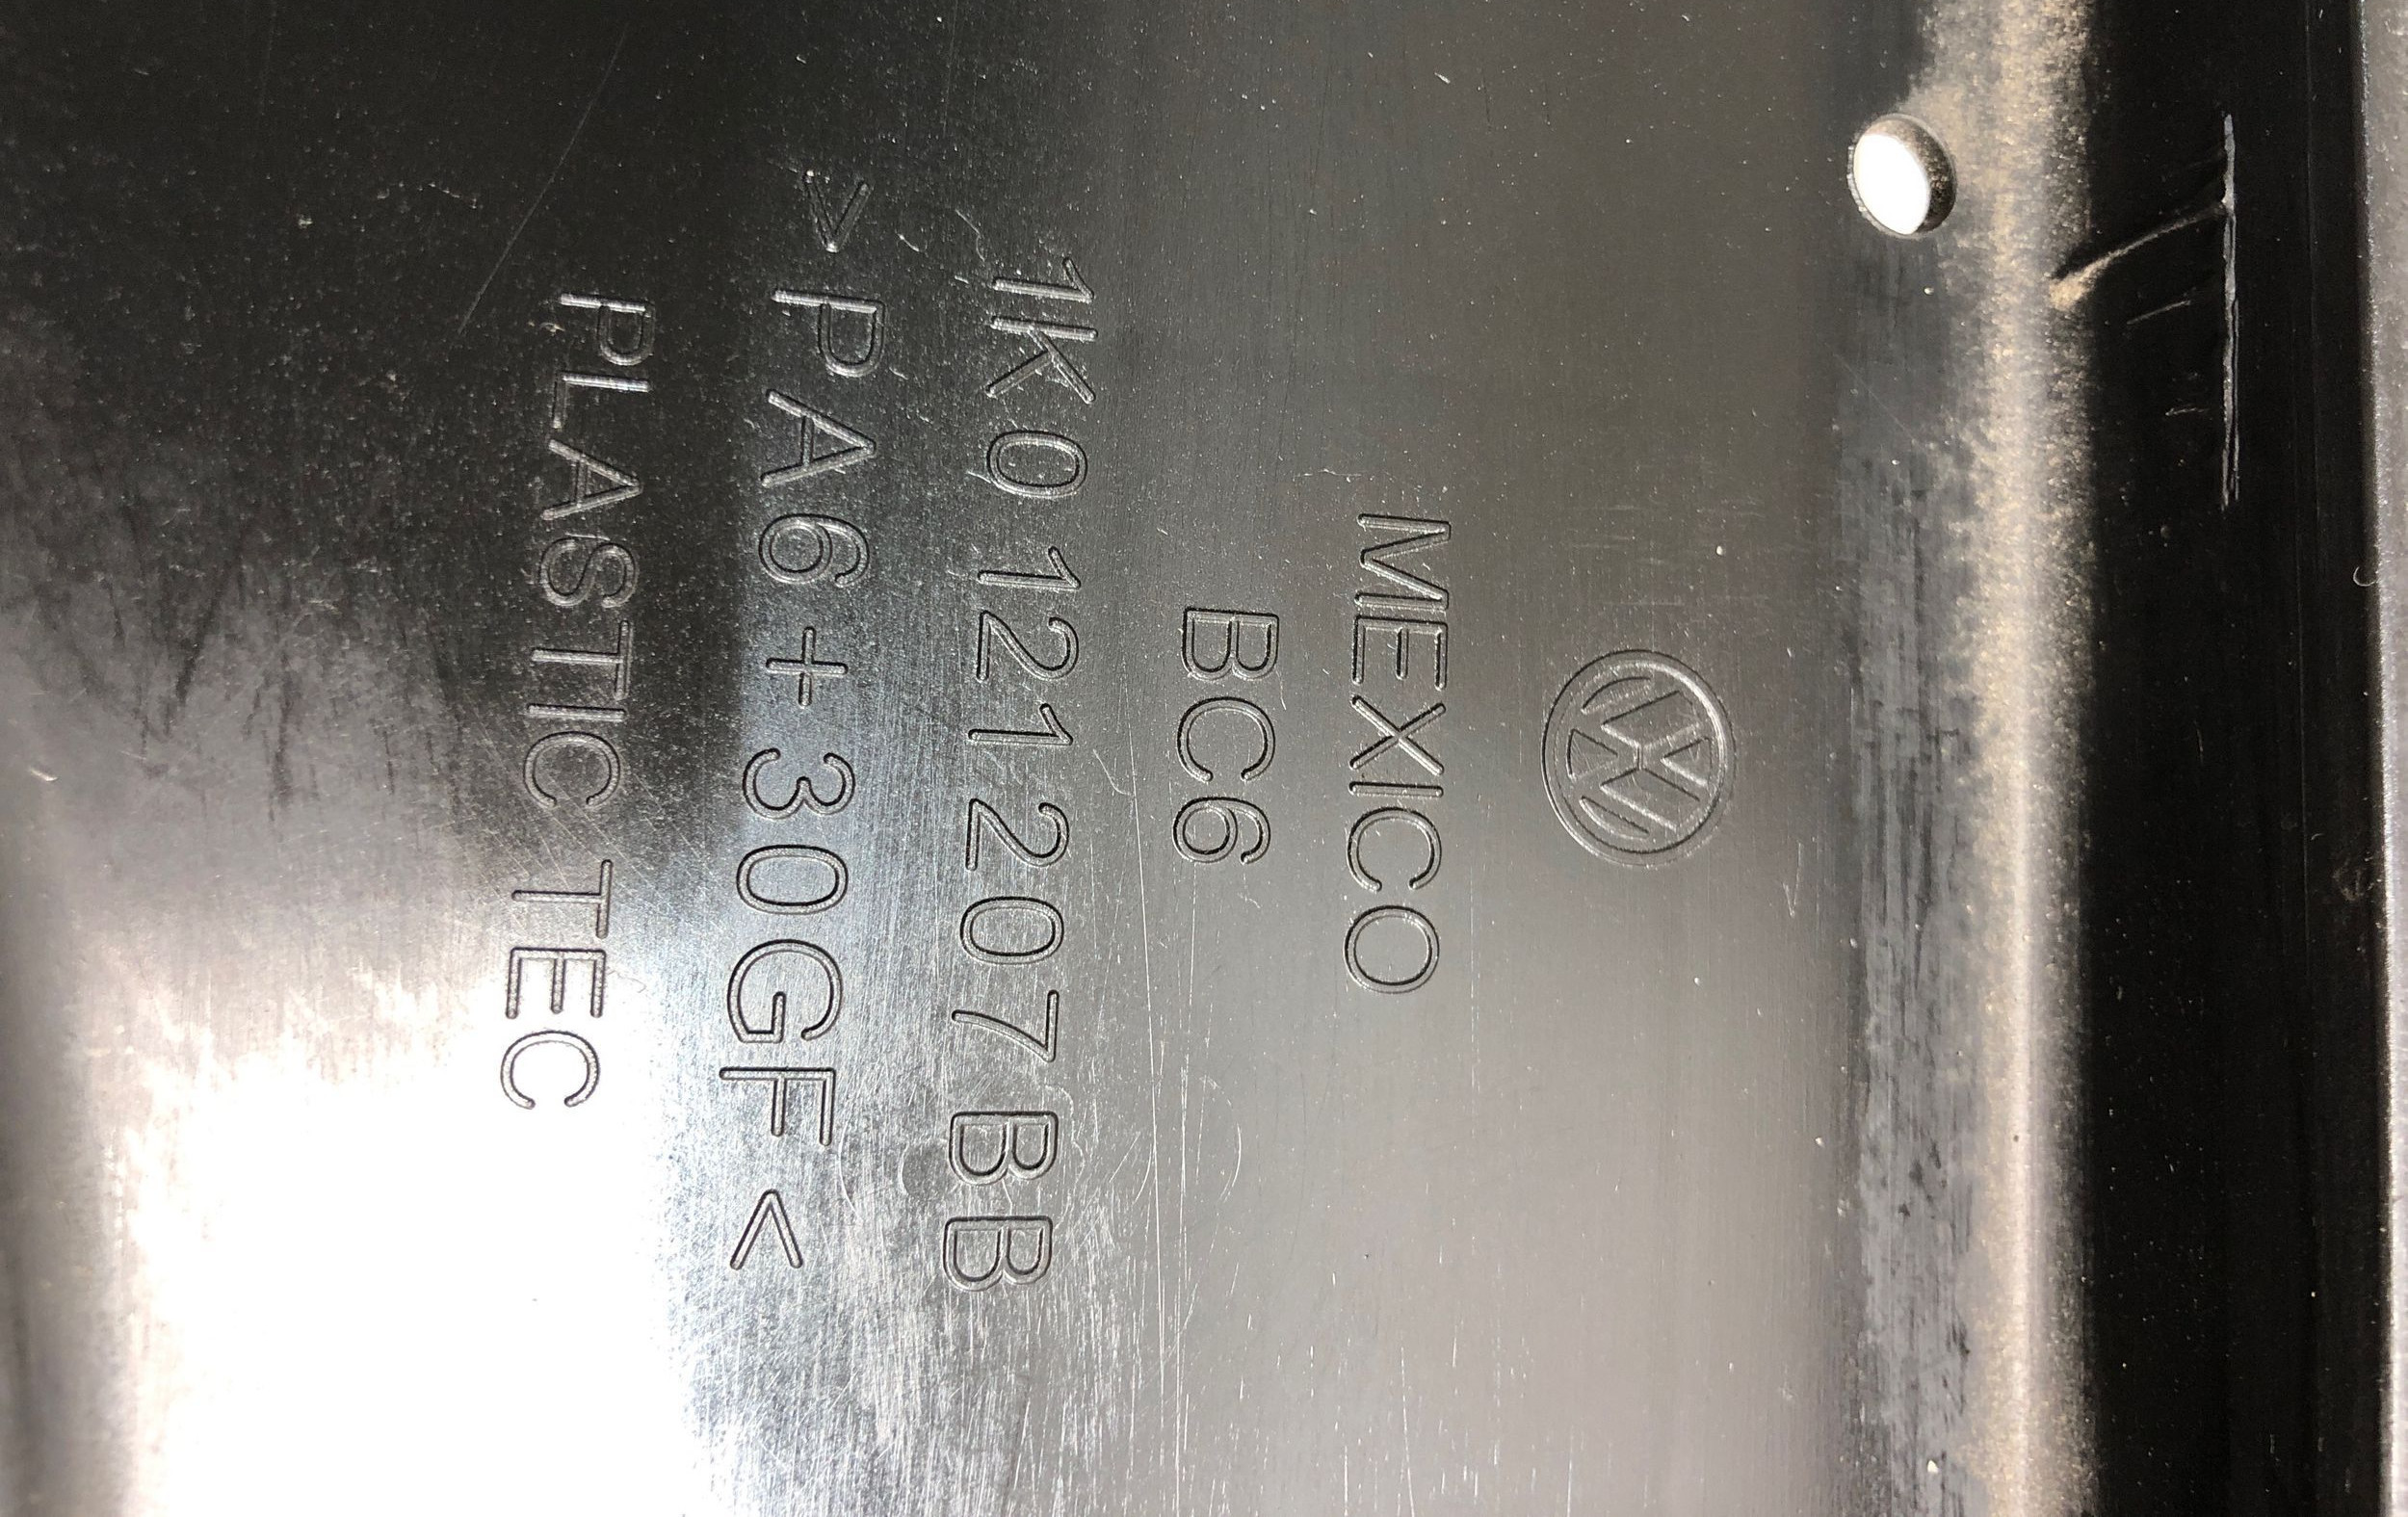 MEXICO
BC6
1K0 121 207 BB
>PA6+30GF<
PLASTIC TEC